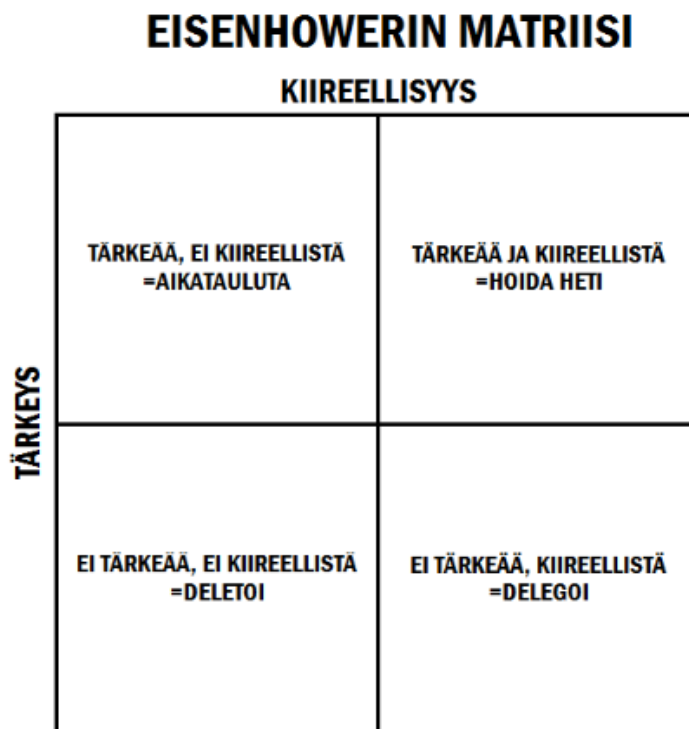 EISENHOWERIN MATRIISI
KIIREELLISYYS
TÄRKEÄÄ, EI KIIREELLISTÄ
=AIKATAULUTA
TÄRKEÄÄ JA KIIREELLISTÄ
=HOIDA HETI
TÄRKEYS
EI TÄRKEÄÄ, EI KIIREELLISTÄ
=DELETOI
EI TÄRKEÄÄ, KIIREELLISTÄ
=DELEGOI